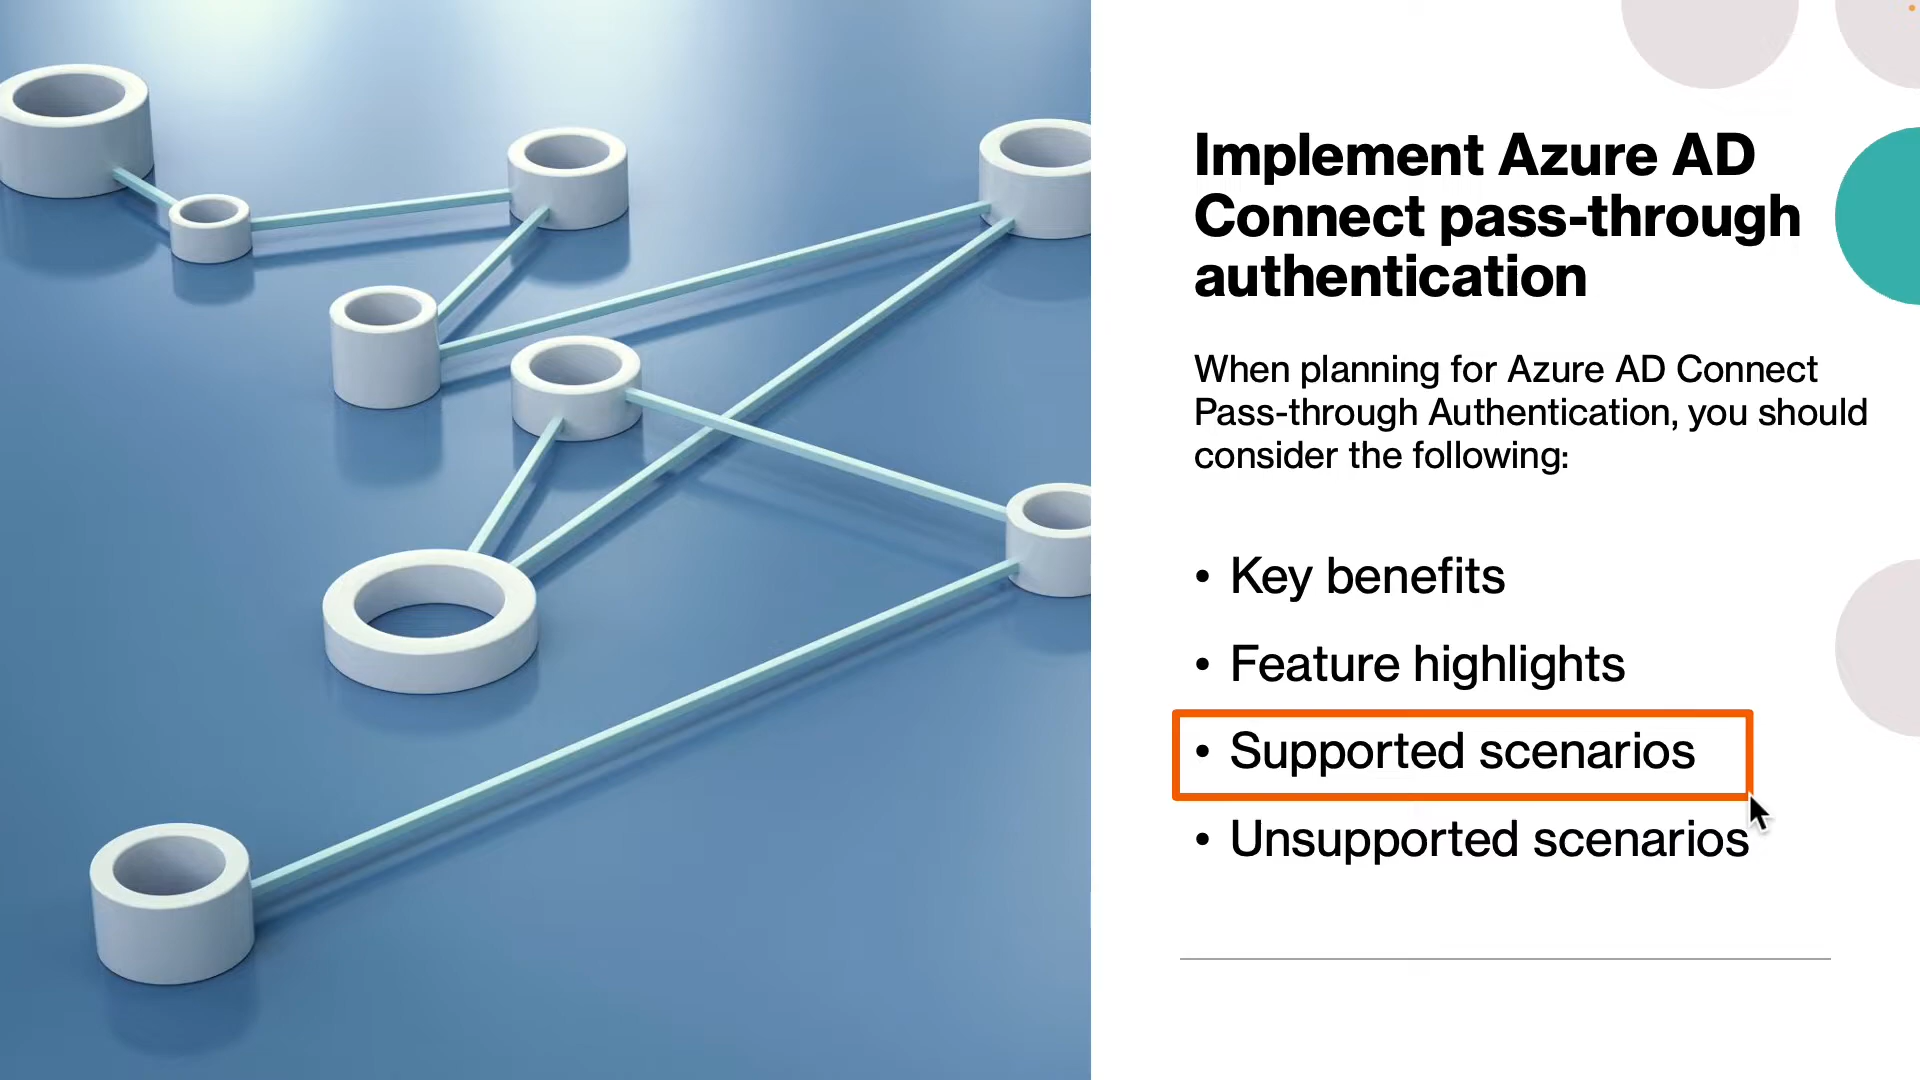 Implement Azure AD
Connect pass-through
authentication
When planning for Azure AD Connect
Pass-through Authentication, you should
consider the following:
• Key benefits
• Feature highlights
• Supported scenarios
• Unsupported scenarios